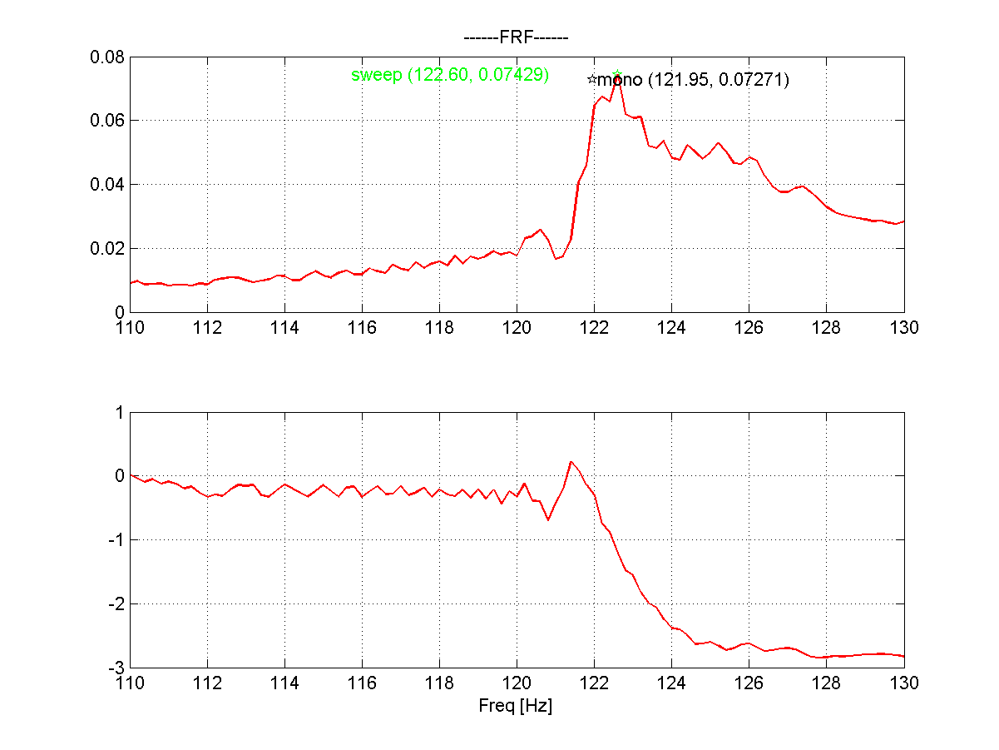 ------FRF------
0.08
sweep (122.60, 0.07429)
☆mono (121.95, 0.07271)
0.06
0.04
0.02
0
110 112 114 116 118 120 122 124 126 128 130
1
0
-1
-2
-3
110 112 114 116 118 120 122 124 126 128 130
Freq [Hz]